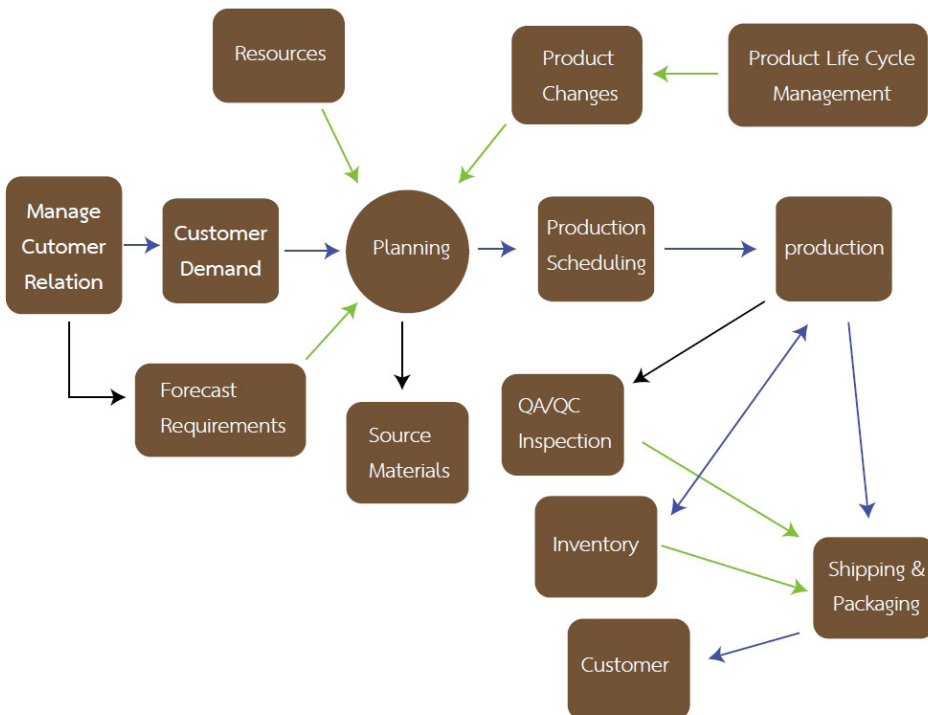 Resources
Product
Changes
Product Life Cycle
Management
Manage
Cutomer
Relation
Customer
Demand
Planning
Production
Scheduling
production
Forecast
Requirements
Source
Materials
QA/QC
Inspection
Inventory
Shipping &
Packaging
Customer